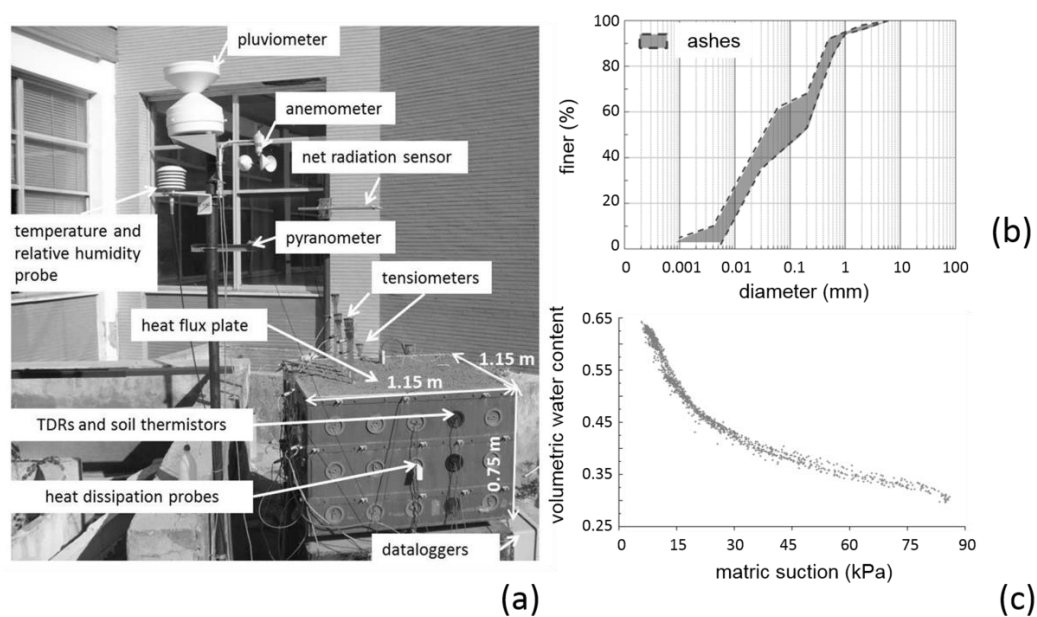 pluviometer
anemometer
net radiation sensor
temperature and
relative humidity
probe
pyranometer
tensiometers
heat flux plate
1.15 m
1.15 m
TDRs and soil thermistors
0.75 m
heat dissipation probes
dataloggers
(a)
100
80
60
40
20
0
finer (%)
ashes
0 0.001 0.01 0.1 1 10 100
diameter (mm)
(b)
0.65
0.55
0.45
0.35
0.25
volumetric water content
0 15 30 45 60 75 90
matric suction (kPa)
(c)